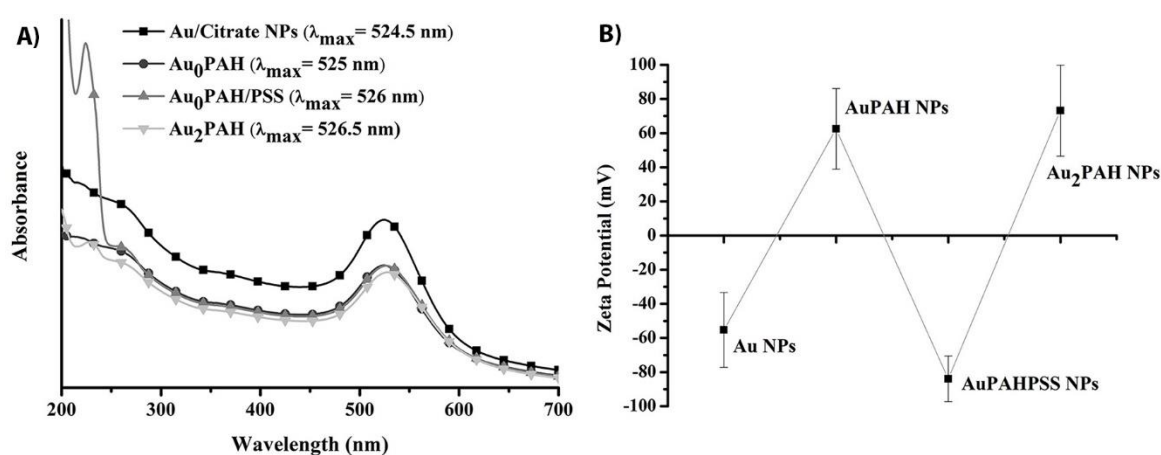 A)
Au/Citrate NPs (λmax= 524.5 nm)
Au0PAH (λmax= 525 nm)
Au0PAH/PSS (λmax= 526 nm)
Au2PAH (λmax= 526.5 nm)
Absorbance
200 300 400 500 600 700
Wavelength (nm)
B)
100
80
60
40
20
0
-20
-40
-60
-80
-100
Zeta Potential (mV)
AuPAH NPs
Au2PAH NPs
Au NPs
AuPAHPSS NPs